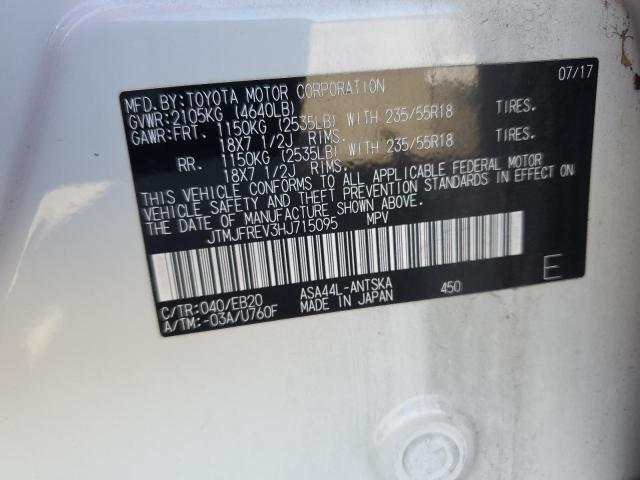 MFD.BY:TOYOTA MOTOR CORPORATION 07/17
GVWR:2105KG (4640LB)
GAWR:FRT. 1150KG (2535LB) WITH 235/55R18 TIRES.
18X7 1/2J RIMS.
RR. 1150KG (2535LB) WITH 235/55R18 TIRES.
18X7 1/2J RIMS.
THIS VEHICLE CONFORMS TO ALL APPLICABLE FEDERAL MOTOR
VEHICLE SAFETY AND THEFT PREVENTION STANDARDS IN EFFECT ON
THE DATE OF MANUFACTURE SHOWN ABOVE.
JTMJFREV3HJ715095 MPV
C/TR:040/EB20 ASA44L-ANTSKA 450 E
A/TM:-03A/U760F MADE IN JAPAN